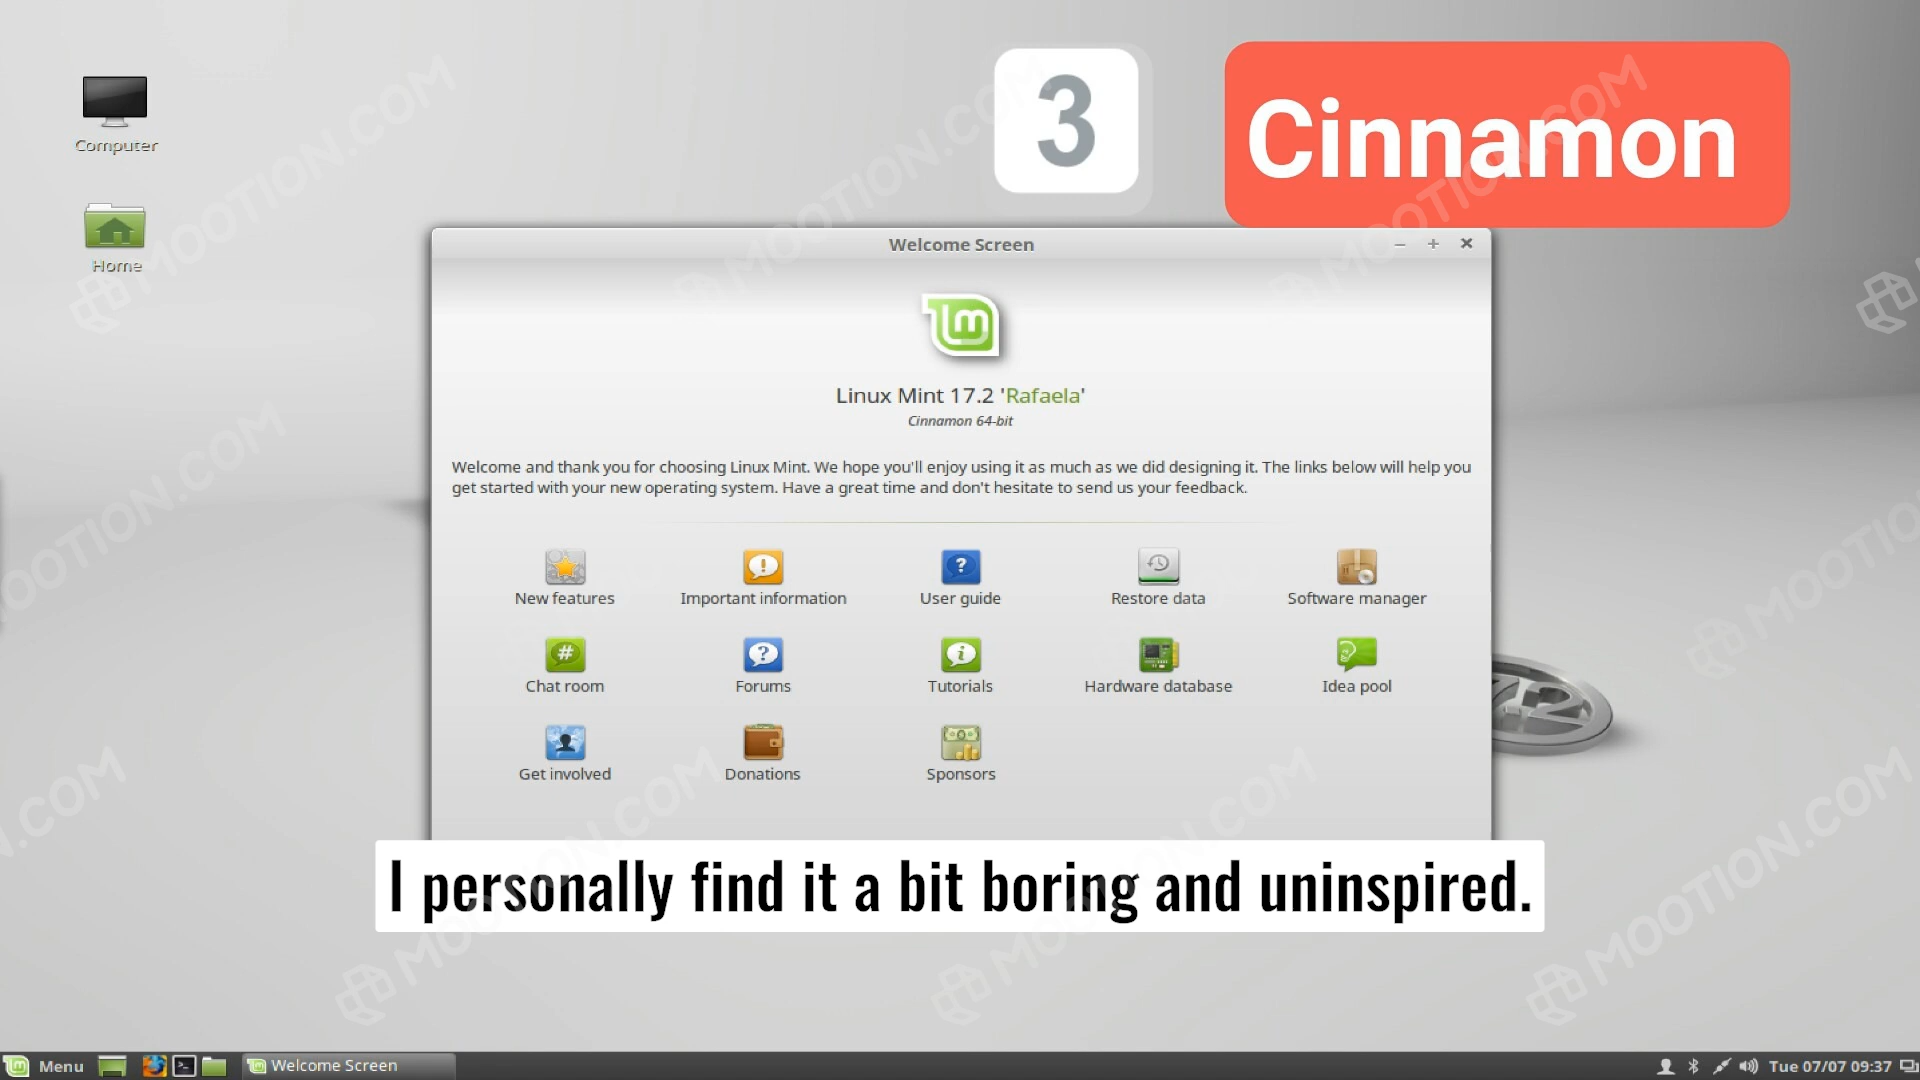 3
Cinnamon
Computer
Home
Welcome Screen
lm
Linux Mint 17.2 'Rafaela'
Cinnamon 64-bit
Welcome and thank you for choosing Linux Mint. We hope you'll enjoy using it as much as we did designing it. The links below will help you
get started with your new operating system. Have a great time and don't hesitate to send us your feedback.
New features
Important information
User guide
Restore data
Software manager
Chat room
Forums
Tutorials
Hardware database
Idea pool
Get involved
Donations
Sponsors
I personally find it a bit boring and uninspired.
Menu
Welcome Screen
Tue 07/07 09:37
MOOTION.COM